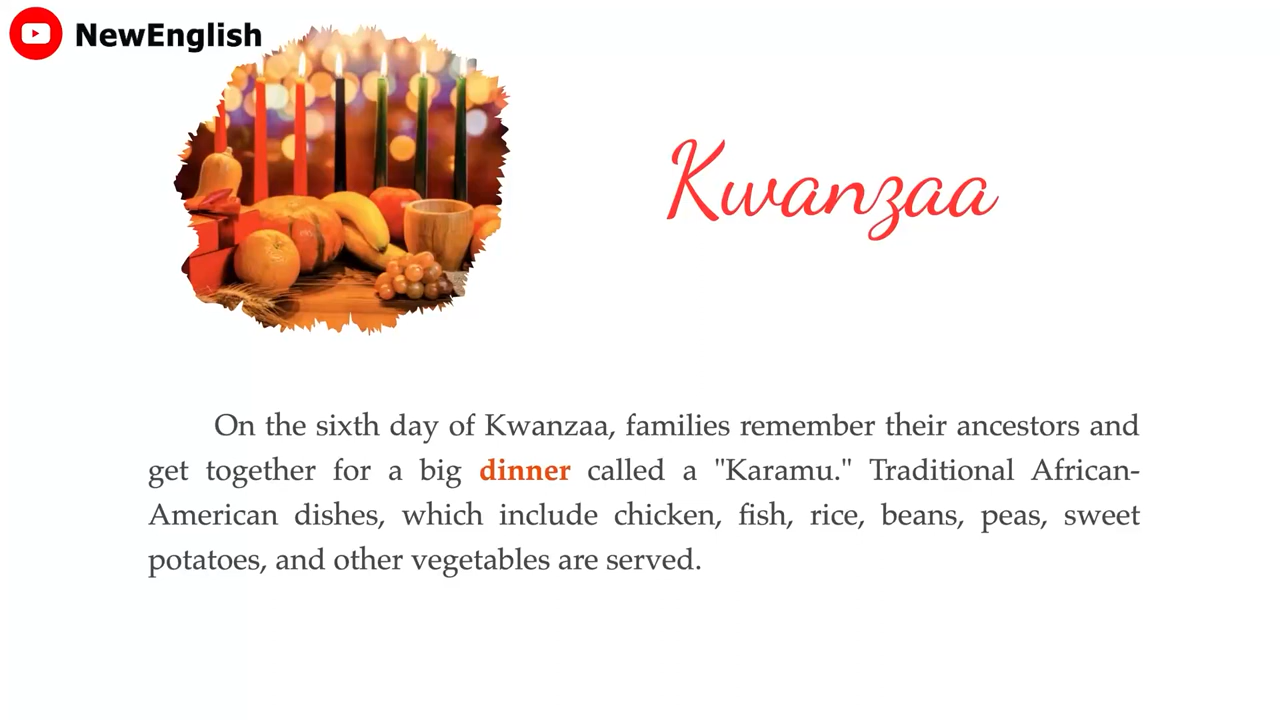 NewEnglish
Kwanzaa
On the sixth day of Kwanzaa, families remember their ancestors and
get together for a big dinner called a "Karamu." Traditional African-
American dishes, which include chicken, fish, rice, beans, peas, sweet
potatoes, and other vegetables are served.